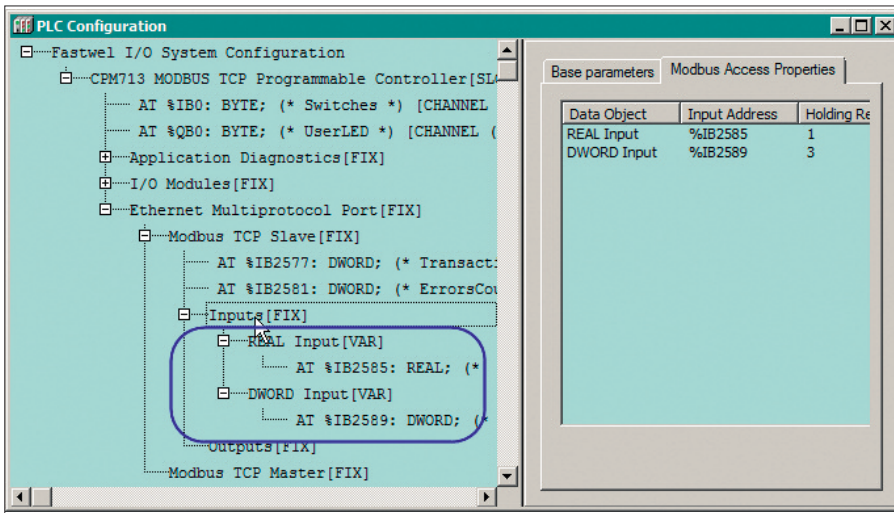 PLC Configuration
Fastwel I/O System Configuration
CPM713 MODBUS TCP Programmable Controller[SL
AT %IB0: BYTE; (* Switches *) [CHANNEL
AT %QB0: BYTE; (* UserLED *) [CHANNEL (
Application Diagnostics[FIX]
I/O Modules[FIX]
Ethernet Multiprotocol Port[FIX]
Modbus TCP Slave[FIX]
AT %IB2577: DWORD; (* Transact
AT %IB2581: DWORD; (* ErrorsCou
Inputs[FIX]
REAL Input[VAR]
AT %IB2585: REAL; (*
DWORD Input[VAR]
AT %IB2589: DWORD; (*
Outputs[FIX]
Modbus TCP Master[FIX]
Base parameters Modbus Access Properties
Data Object Input Address Holding Re
REAL Input %IB2585 1
DWORD Input %IB2589 3